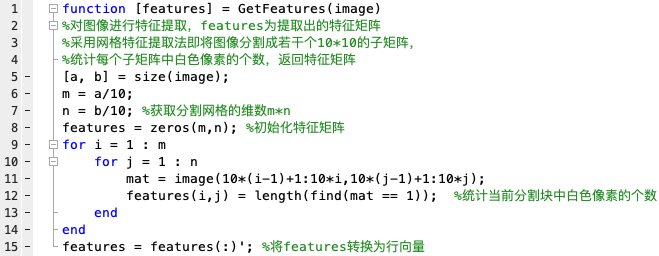 1 function [features] = GetFeatures(image)
2 %对图像进行特征提取，features为提取出的特征矩阵
3 %采用网格特征提取法即将图像分割成若干个10*10的子矩阵，
4 %统计每个子矩阵中白色像素的个数，返回特征矩阵
5 - [a, b] = size(image);
6 - m = a/10;
7 - n = b/10; %获取分割网格的维数m*n
8 - features = zeros(m,n); %初始化特征矩阵
9 - for i = 1 : m
10 - for j = 1 : n
11 - mat = image(10*(i-1)+1:10*i,10*(j-1)+1:10*j);
12 - features(i,j) = length(find(mat == 1)); %统计当前分割块中白色像素的个数
13 - end
14 - end
15 - features = features(:)'; %将features转换为行向量